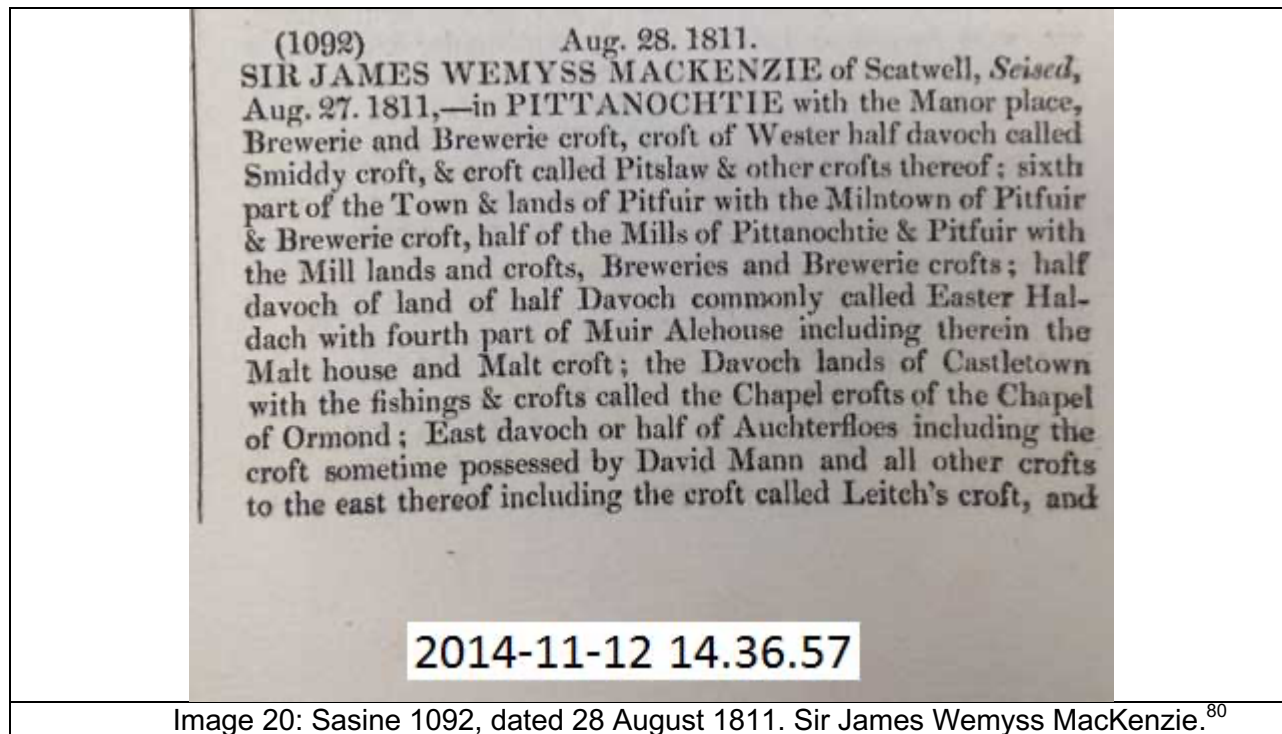 (1092) Aug. 28. 1811.
SIR JAMES WEMYSS MACKENZIE of Scatwell, Seised,
Aug. 27. 1811,—in PITTANOCHTIE with the Manor place,
Brewerie and Brewerie croft, croft of Wester half davoch called
Smiddy croft, & croft called Pitslaw & other crofts thereof; sixth
part of the Town & lands of Pitfuir with the Milntown of Pitfuir
& Brewerie croft, half of the Mills of Pittanochtie & Pitfuir with
the Mill lands and crofts, Breweries and Brewerie crofts; half
davoch of land of half Davoch commonly called Easter Hal-
dach with fourth part of Muir Alehouse including therein the
Malt house and Malt croft; the Davoch lands of Castletown
with the fishings & crofts called the Chapel crofts of the Chapel
of Ormond; East davoch or half of Auchterfloes including the
croft sometime possessed by David Mann and all other crofts
to the east thereof including the croft called Leitch's croft, and
2014-11-12 14.36.57
Image 20: Sasine 1092, dated 28 August 1811. Sir James Wemyss MacKenzie.80